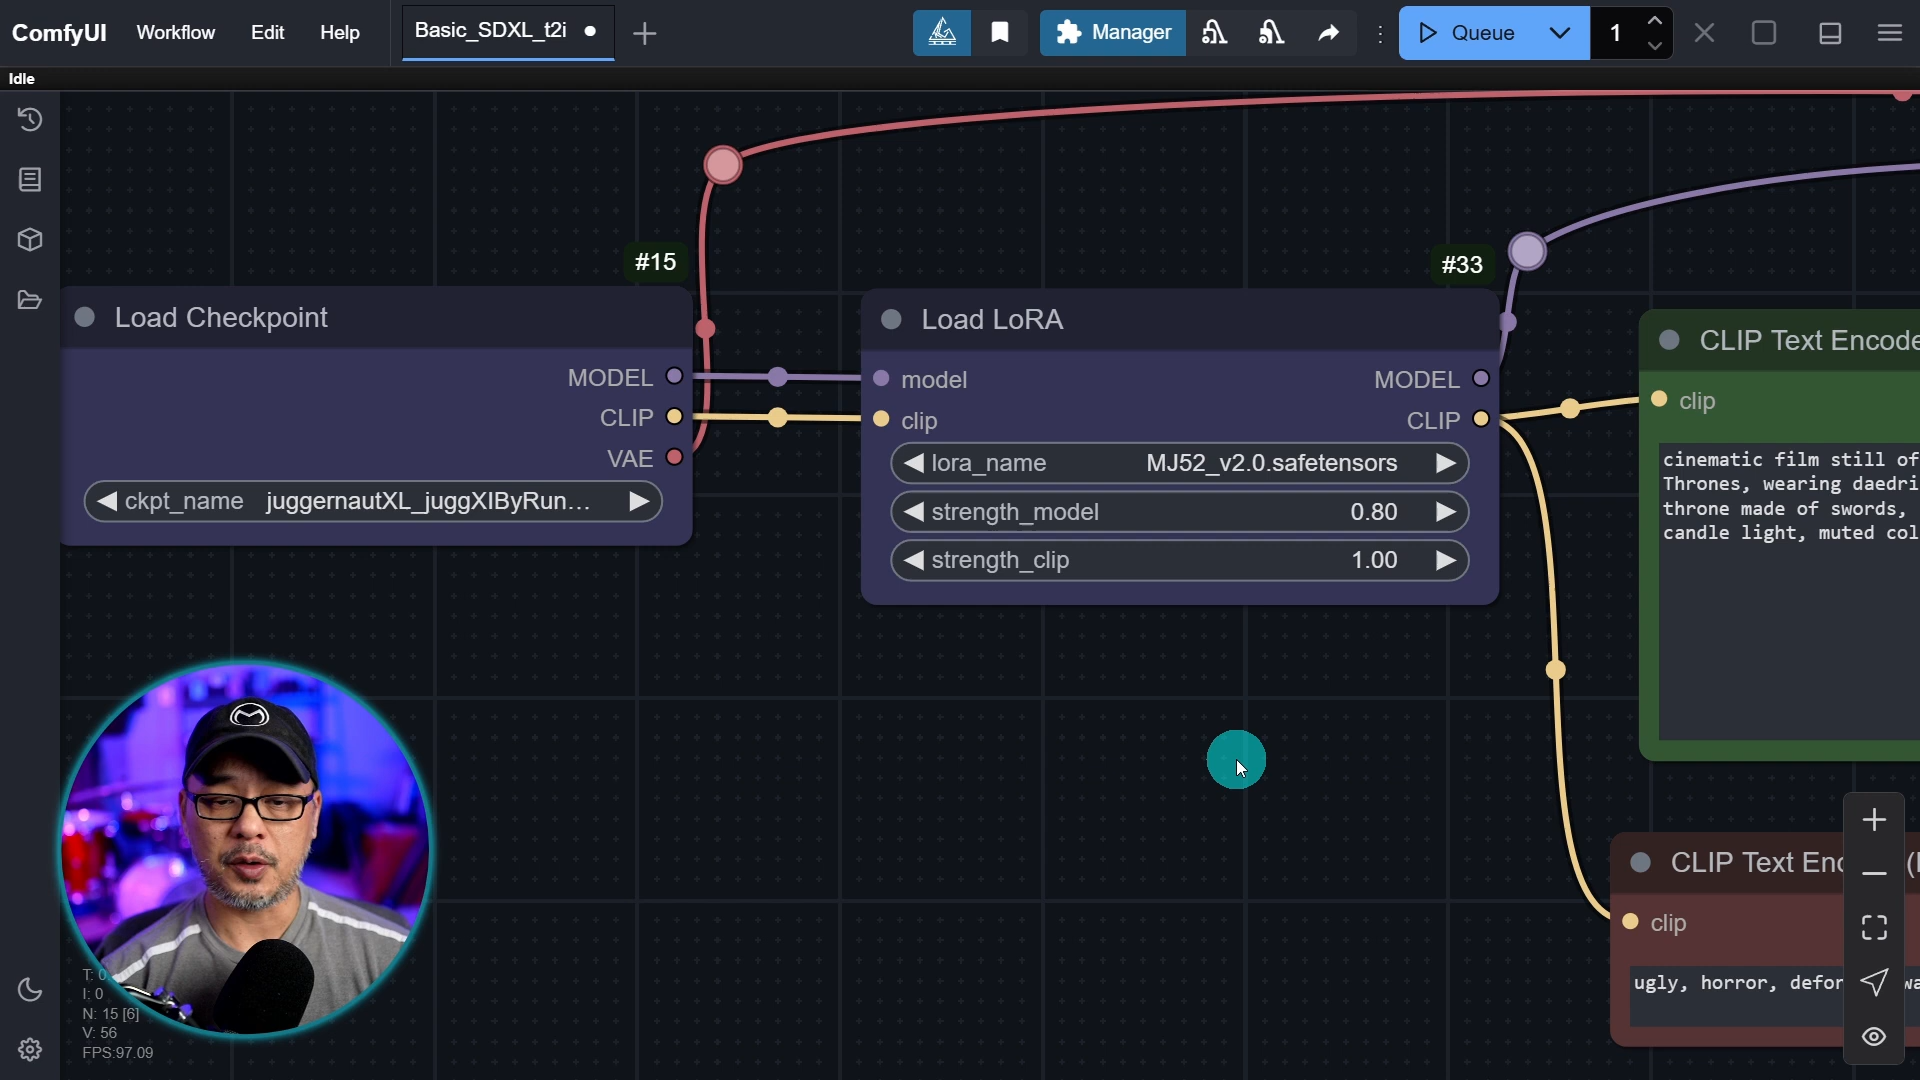 ComfyUI Workflow Edit Help Basic_SDXL_t2i Manager Queue 1
Idle
#15
#33
Load Checkpoint
MODEL
CLIP
VAE
ckpt_name juggernautXL_juggXIByRun...
Load LoRA
model MODEL
clip CLIP
lora_name MJ52_v2.0.safetensors
strength_model 0.80
strength_clip 1.00
CLIP Text Encode
clip
cinematic film still of
Thrones, wearing daedri
throne made of swords,
candle light, muted col
CLIP Text Enc
clip
ugly, horror, defor
T: 0
I: 0
N: 15 [6]
V: 56
FPS:97.09